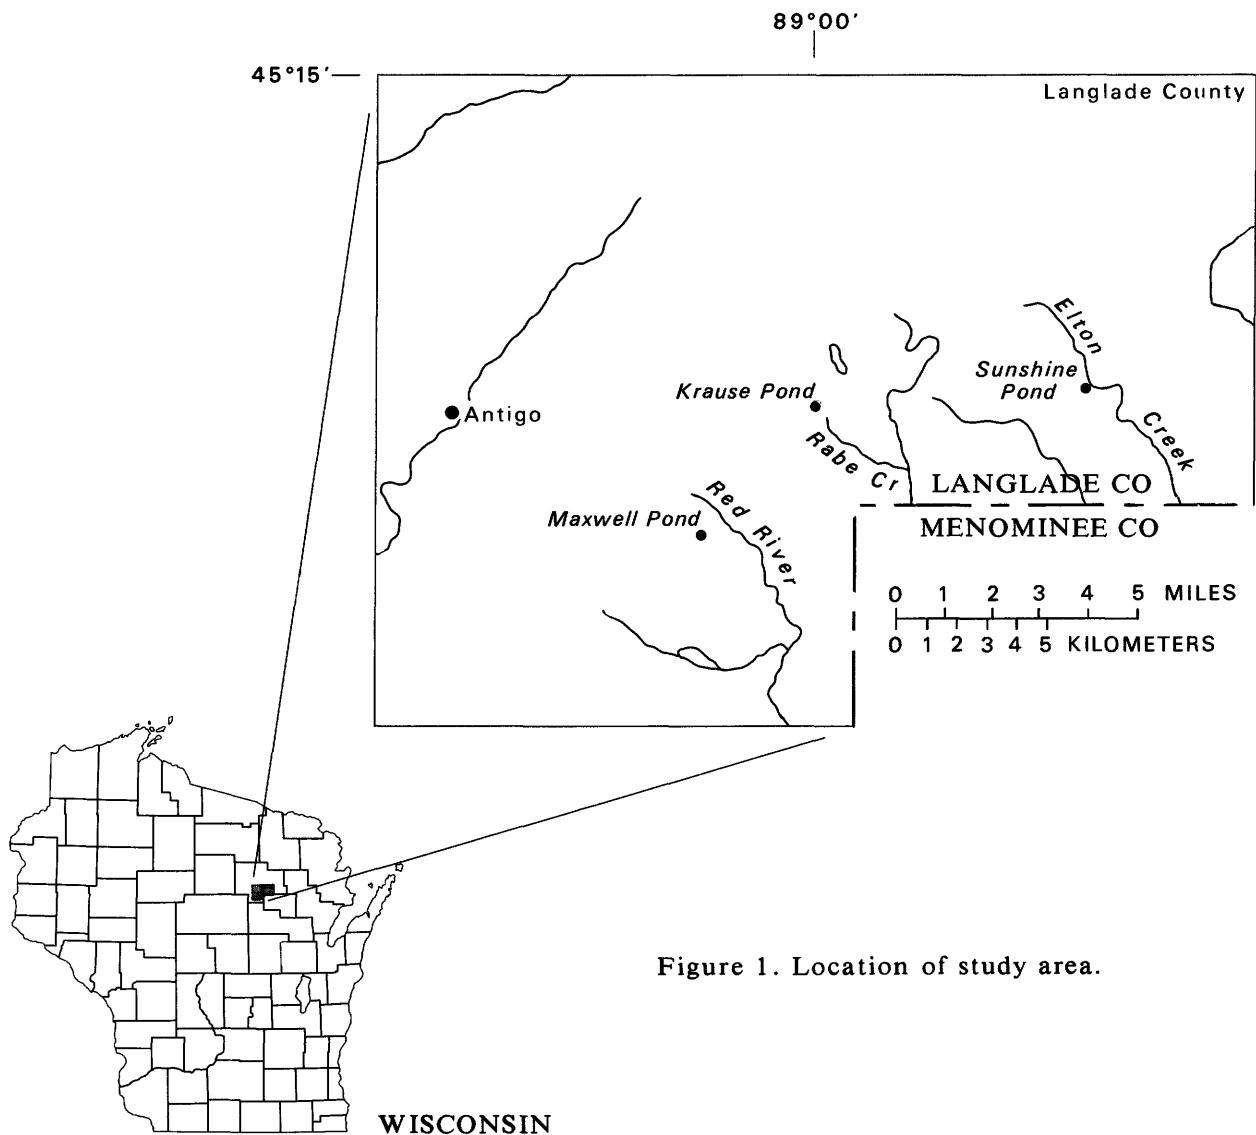 89°00'
45°15'
Langlade County
Elton
Creek
Sunshine
Pond
Krause Pond
Antigo
Rabe Cr
LANGLADE CO
MENOMINEE CO
Red River
Maxwell Pond
0 1 2 3 4 5 MILES
0 1 2 3 4 5 KILOMETERS
Figure 1. Location of study area.
WISCONSIN